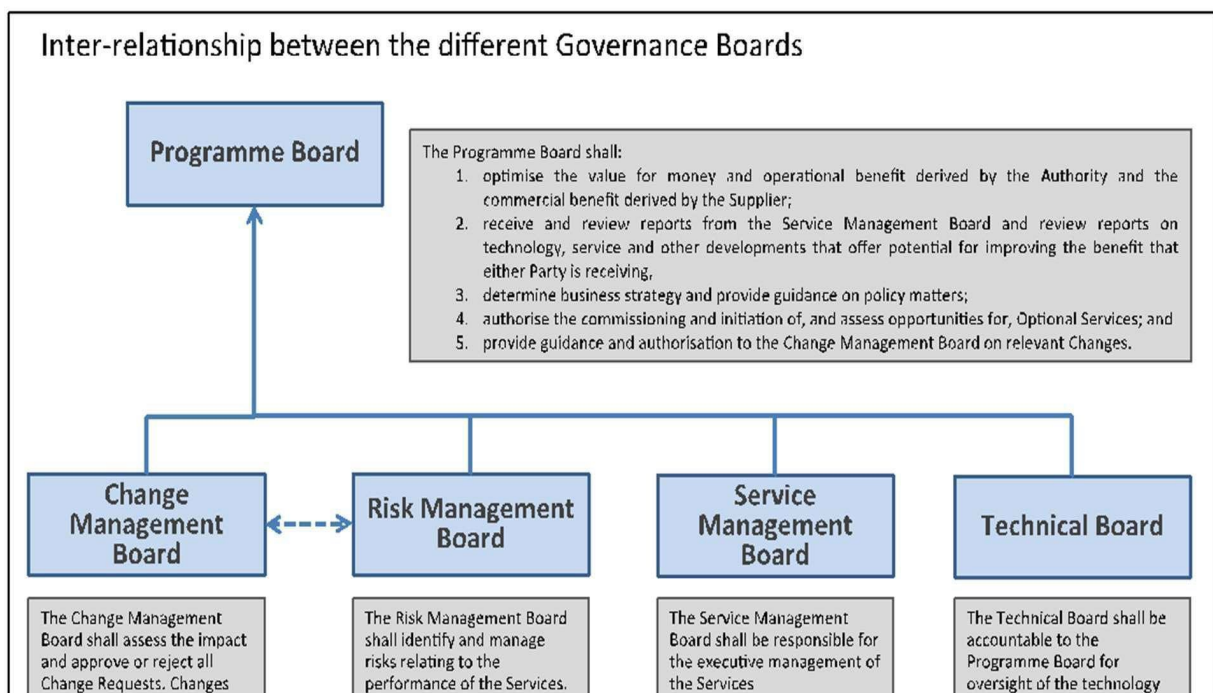 Inter-relationship between the different Governance Boards
Programme Board
The Programme Board shall:
1. optimise the value for money and operational benefit derived by the Authority and the
commercial benefit derived by the Supplier;
2. receive and review reports from the Service Management Board and review reports on
technology, service and other developments that offer potential for improving the benefit that
either Party is receiving,
3. determine business strategy and provide guidance on policy matters;
4. authorise the commissioning and initiation of, and assess opportunities for, Optional Services; and
5. provide guidance and authorisation to the Change Management Board on relevant Changes.
Change
Management
Board
Risk Management
Board
Service
Management
Board
Technical Board
The Change Management
Board shall assess the impact
and approve or reject all
Change Requests. Changes
The Risk Management Board
shall identify and manage
risks relating to the
performance of the Services.
The Service Management
Board shall be responsible for
the executive management of
the Services
The Technical Board shall be
accountable to the
Programme Board for
oversight of the technology